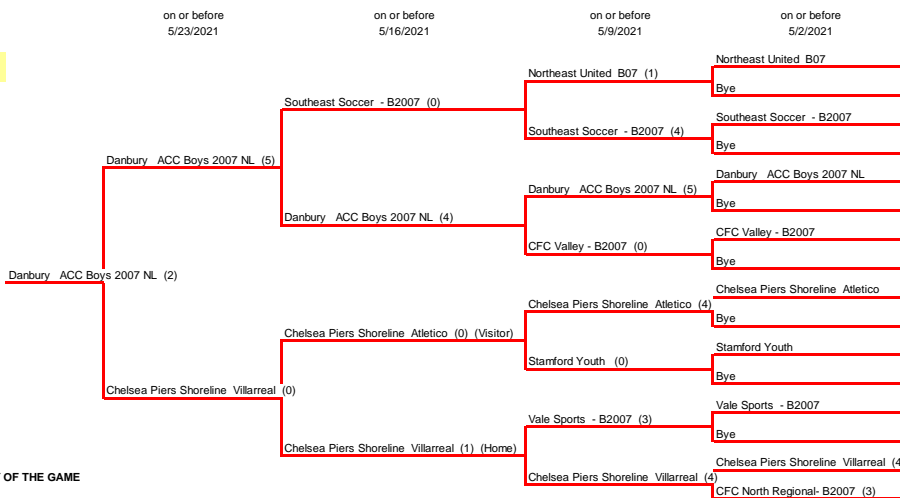 on or before
5/23/2021
on or before
5/16/2021
on or before
5/9/2021
on or before
5/2/2021
Northeast United B07
Northeast United B07 (1)
Bye
Southeast Soccer - B2007 (0)
Southeast Soccer - B2007
Southeast Soccer - B2007 (4)
Bye
Danbury ACC Boys 2007 NL (5)
Danbury ACC Boys 2007 NL
Danbury ACC Boys 2007 NL (5)
Bye
Danbury ACC Boys 2007 NL (4)
CFC Valley - B2007
CFC Valley - B2007 (0)
Bye
Danbury ACC Boys 2007 NL (2)
Chelsea Piers Shoreline Atletico
Chelsea Piers Shoreline Atletico (4)
Bye
Chelsea Piers Shoreline Atletico (0) (Visitor)
Stamford Youth
Stamford Youth (0)
Bye
Chelsea Piers Shoreline Villarreal (0)
Vale Sports - B2007
Vale Sports - B2007 (3)
Bye
Chelsea Piers Shoreline Villarreal (1) (Home)
Chelsea Piers Shoreline Villarreal (4
Chelsea Piers Shoreline Villarreal (4)
CFC North Regional- B2007 (3)
OF THE GAME